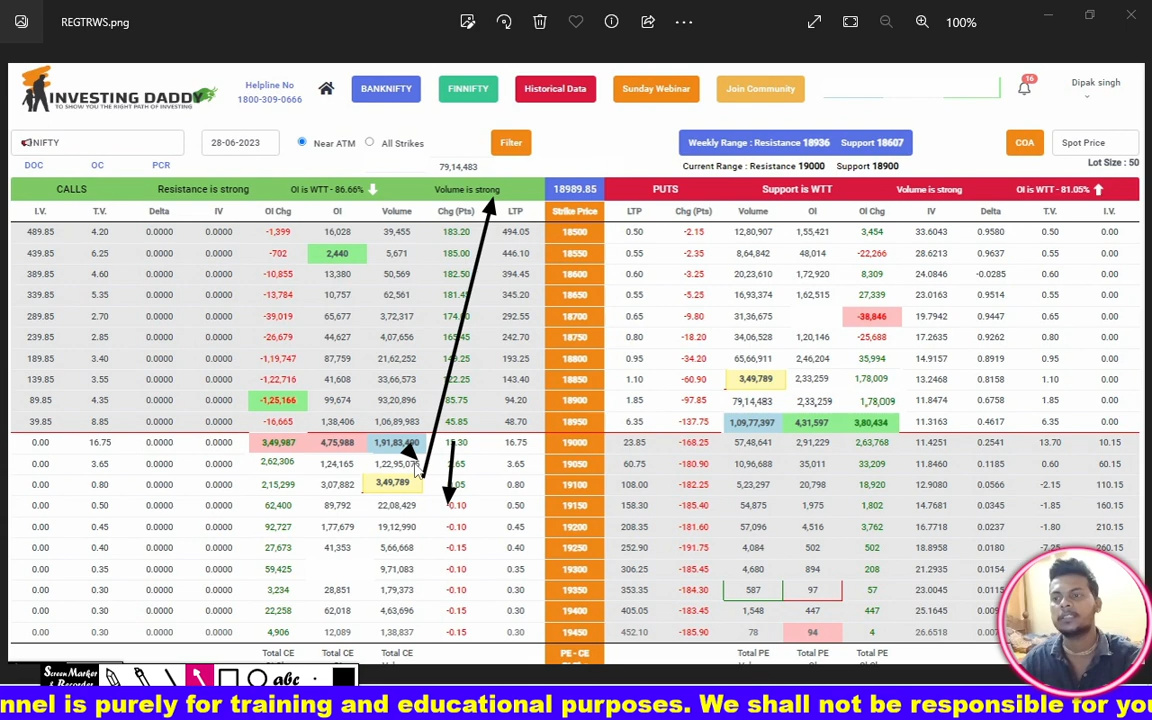 REGTRWS.png
100%
INVESTING DADDY
TO SHOW YOU THE RIGHT PATH OF INVESTING
Helpline No
1800-309-0666
BANKNIFTY
FINNIFTY
Historical Data
Sunday Webinar
Join Community
16
Dipak singh
NIFTY
28-06-2023
Near ATM
All Strikes
Filter
Weekly Range : Resistance 18936 Support 18607
COA
Spot Price
DOC OC PCR
79,14,483
Current Range : Resistance 19000 Support 18900
Lot Size : 50
CALLS Resistance is strong OI is WTT - 86.66% Volume is strong 18989.85 PUTS Support is WTT Volume is strong OI is WTT - 81.05%
I.V. T.V. Delta IV OI Chg OI Volume Chg (Pts) LTP Strike Price LTP Chg (Pts) Volume OI OI Chg IV Delta T.V. I.V.
489.85 4.20 0.0000 0.0000 -1,399 16,028 39,455 183.20 494.05 18500 0.50 -2.15 12,80,907 1,55,421 3,454 33.6043 0.9580 0.50 0.00
439.85 6.25 0.0000 0.0000 -702 2,440 5,671 185.00 446.10 18550 0.55 -2.35 8,64,842 48,014 -22,266 28.6213 0.9637 0.55 0.00
389.85 4.60 0.0000 0.0000 -10,855 13,380 50,569 182.50 394.45 18600 0.60 -3.25 20,23,610 1,72,920 8,309 24.0846 -0.0285 0.60 0.00
339.85 5.35 0.0000 0.0000 -13,784 10,757 62,561 345.20 18650 0.55 -5.25 16,93,374 1,62,515 27,339 23.0163 0.9514 0.55 0.00
289.85 2.70 0.0000 0.0000 -39,019 65,677 3,72,317 292.55 18700 0.65 -9.80 31,36,675 -38,846 19.7942 0.9447 0.65 0.00
239.85 2.85 0.0000 0.0000 -26,679 44,627 4,07,656 242.70 18750 0.80 -18.20 34,06,528 1,20,146 -25,688 17.2635 0.9262 0.80 0.00
189.85 3.40 0.0000 0.0000 -1,19,747 87,759 21,62,252 193.25 18800 0.95 -34.20 65,66,911 2,46,204 35,994 14.9157 0.8919 0.95 0.00
139.85 3.55 0.0000 0.0000 -1,22,716 41,608 33,66,573 122.25 143.40 18850 1.10 -60.90 3,49,789 2,33,259 1,78,009 13.2468 0.8158 1.10 0.00
89.85 4.35 0.0000 0.0000 -1,25,166 99,674 93,20,896 85.75 94.20 18900 1.85 -97.85 79,14,483 2,33,259 1,78,009 11.8474 0.6758 1.85 0.00
39.85 8.85 0.0000 0.0000 -16,665 1,38,406 1,06,89,983 45.85 48.70 18950 6.35 -137.75 1,09,77,397 4,31,597 3,80,434 11.3163 0.4617 6.35 0.00
0.00 16.75 0.0000 0.0000 3,49,987 4,75,988 16.75 19000 23.85 -168.25 57,48,641 2,91,229 2,63,768 11.4251 0.2541 13.70 10.15
0.00 3.65 0.0000 0.0000 2,62,306 1,24,165 3.65 19050 60.75 -180.90 10,96,688 35,011 33,209 11.8460 0.1185 0.60 60.15
0.00 0.80 0.0000 0.0000 2,15,299 3,07,882 3,49,789 0.80 19100 108.00 -182.25 5,23,297 20,798 18,920 12.9080 0.0566 -2.15 110.15
0.00 0.50 0.0000 0.0000 62,400 89,792 22,08,429 -0.10 0.50 19150 158.30 -185.40 54,875 1,975 1,802 14.7681 0.0345 -1.85 160.15
0.00 0.45 0.0000 0.0000 92,727 1,77,679 19,12,990 -0.10 0.45 19200 208.35 -181.60 57,096 4,516 3,762 16.7718 0.0237 -1.80 210.15
0.00 0.40 0.0000 0.0000 27,673 41,353 5,66,668 -0.15 0.40 19250 252.90 -191.75 4,084 502 502 18.8958 0.0180 -7.25 260.15
0.00 0.35 0.0000 0.0000 59,425 9,71,083 -0.10 0.35 19300 306.25 -185.45 4,680 894 208 21.2935 0.0154
0.00 0.30 0.0000 0.0000 3,234 28,851 1,79,373 -0.10 0.30 19350 353.35 -184.30 587 97 57 23.0045
0.00 0.30 0.0000 0.0000 22,258 62,018 4,63,696 -0.15 0.30 19400 405.05 -183.45 1,548 447 447 25.1645
0.00 0.30 0.0000 0.0000 4,906 12,089 1,38,837 -0.15 0.30 19450 452.10 -185.90 78 94 4 26.6518
Total CE Total CE Total CE PE - CE Total PE Total PE Total PE
Screen Marker
& Recorder
abc
nnel is purely for training and educational purposes. We shall not be responsible for you